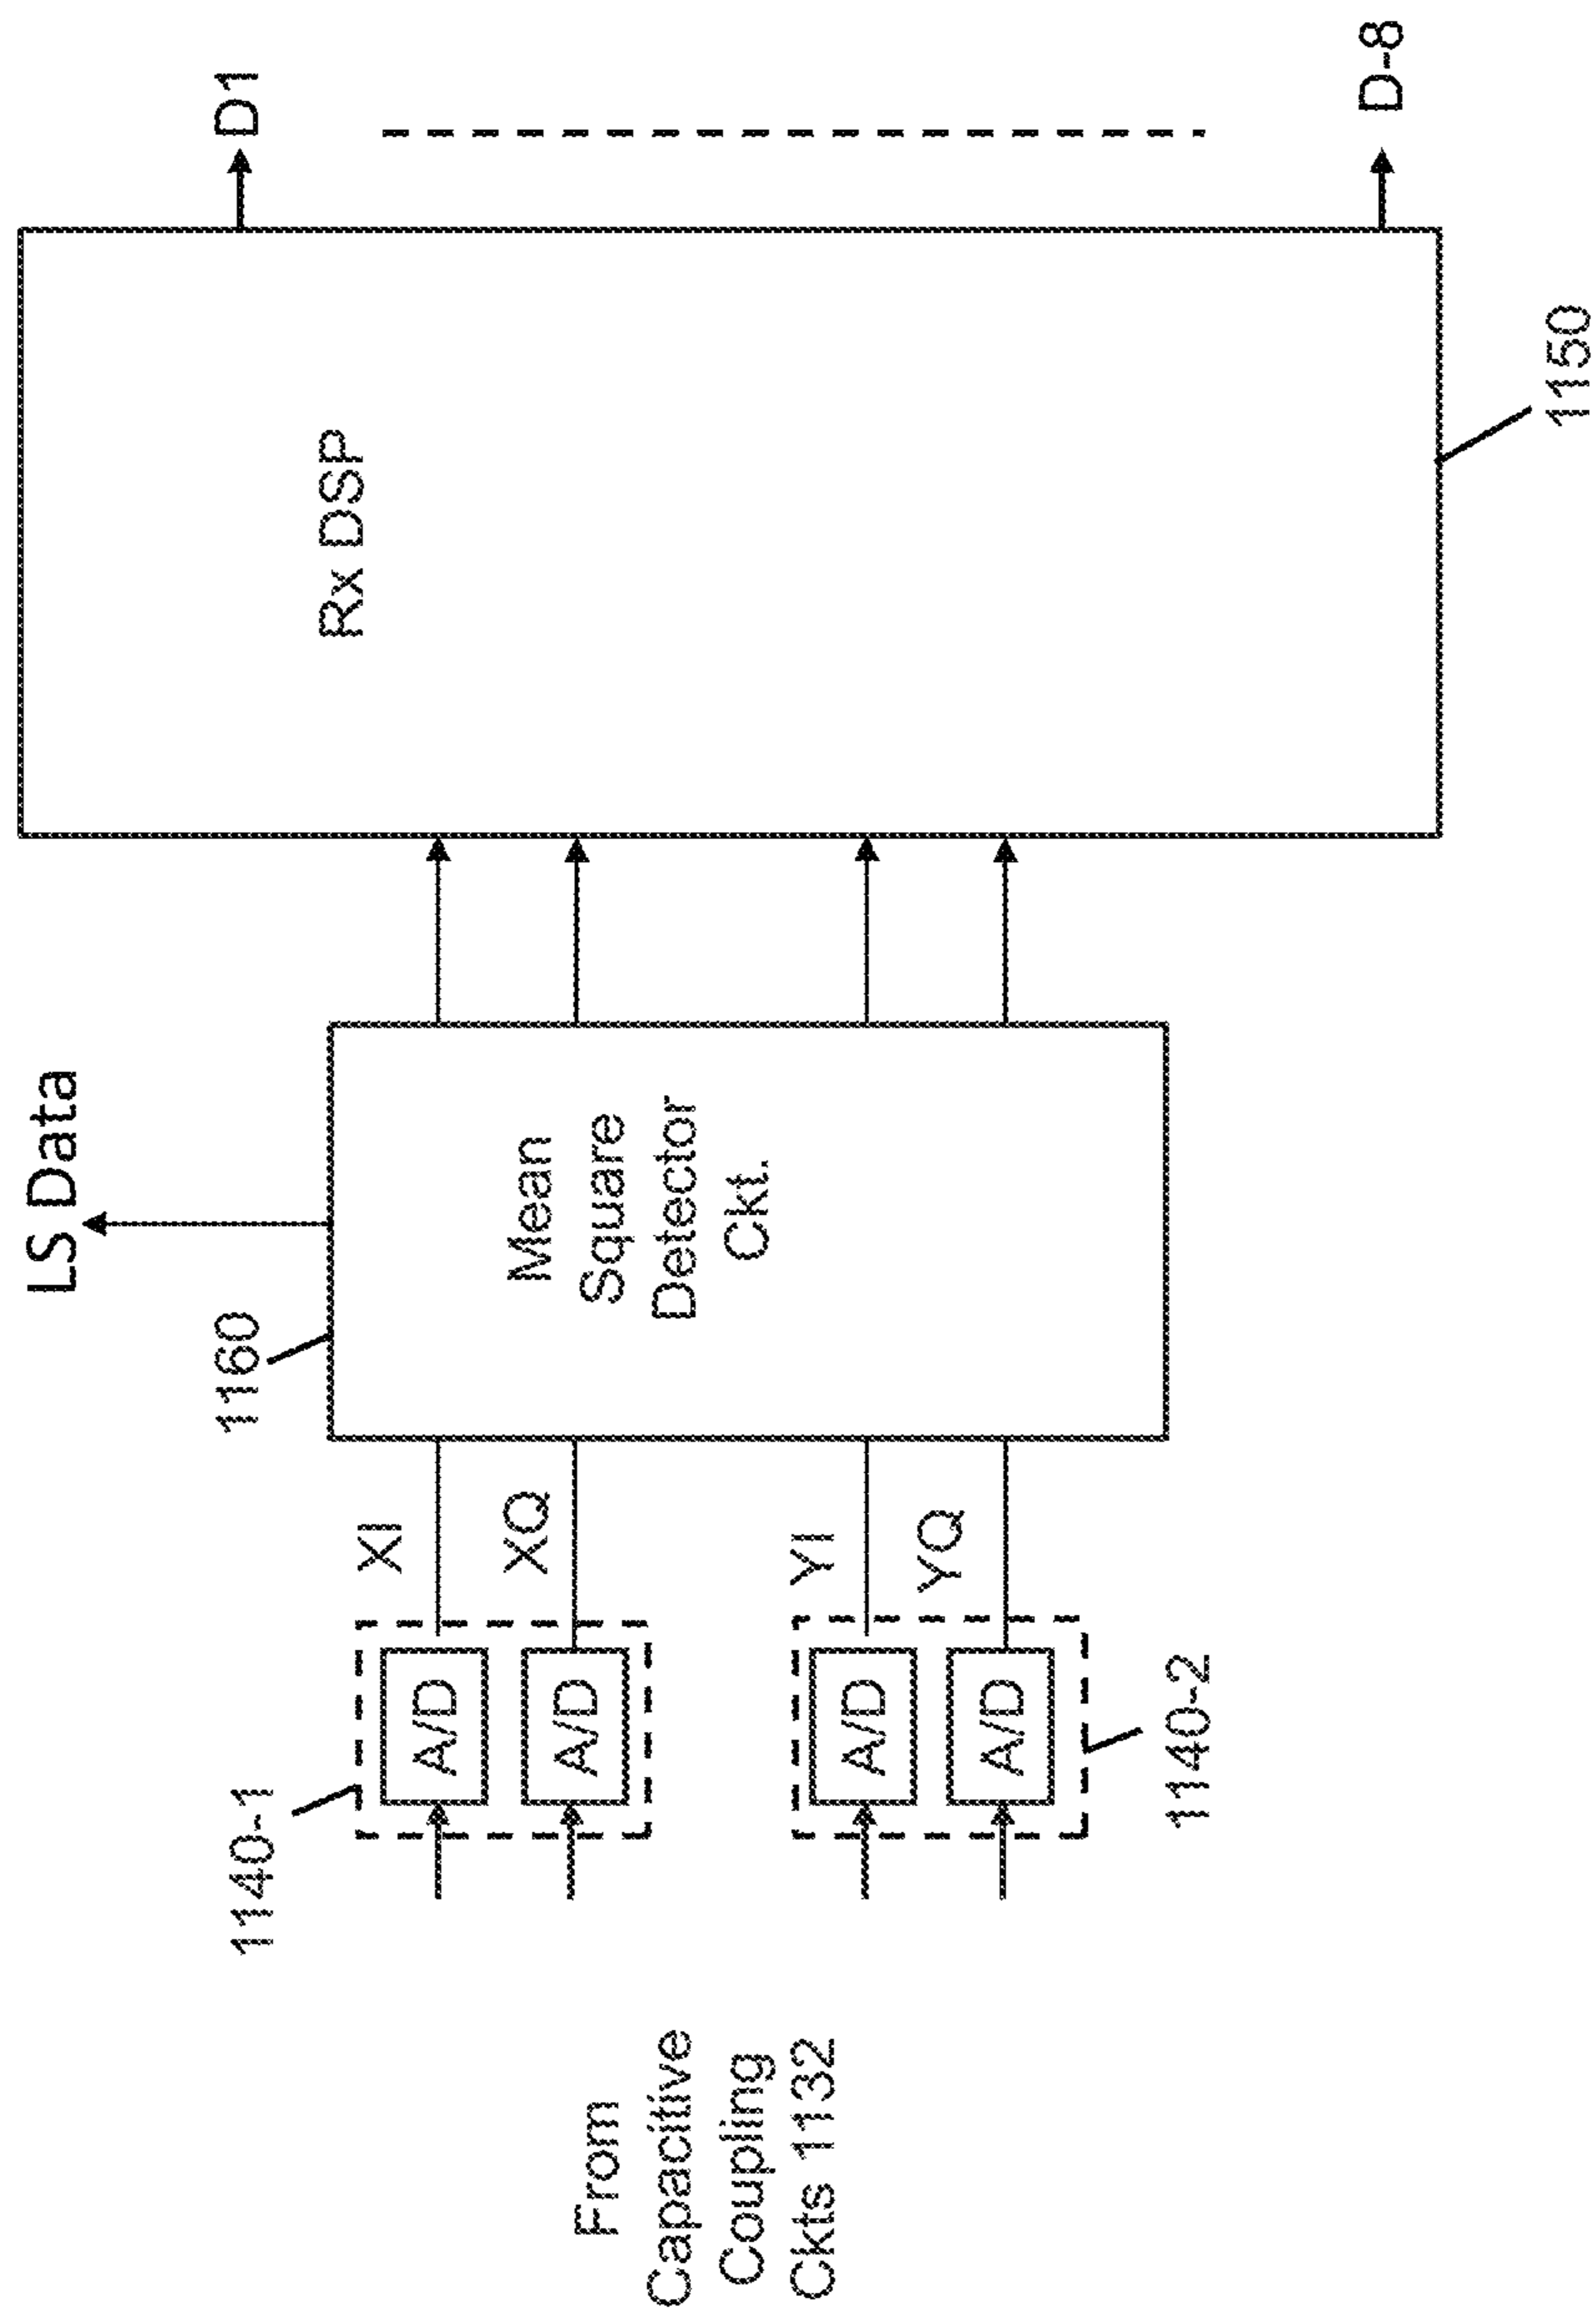 From
Capacitive
Coupling
Ckts 1132
1140-1
A/D
A/D
A/D
A/D
1140-2
XI
XQ
YI
YQ
1160
LS Data
Mean
Square
Detector
Ckt.
Rx DSP
1150
D1
D-8